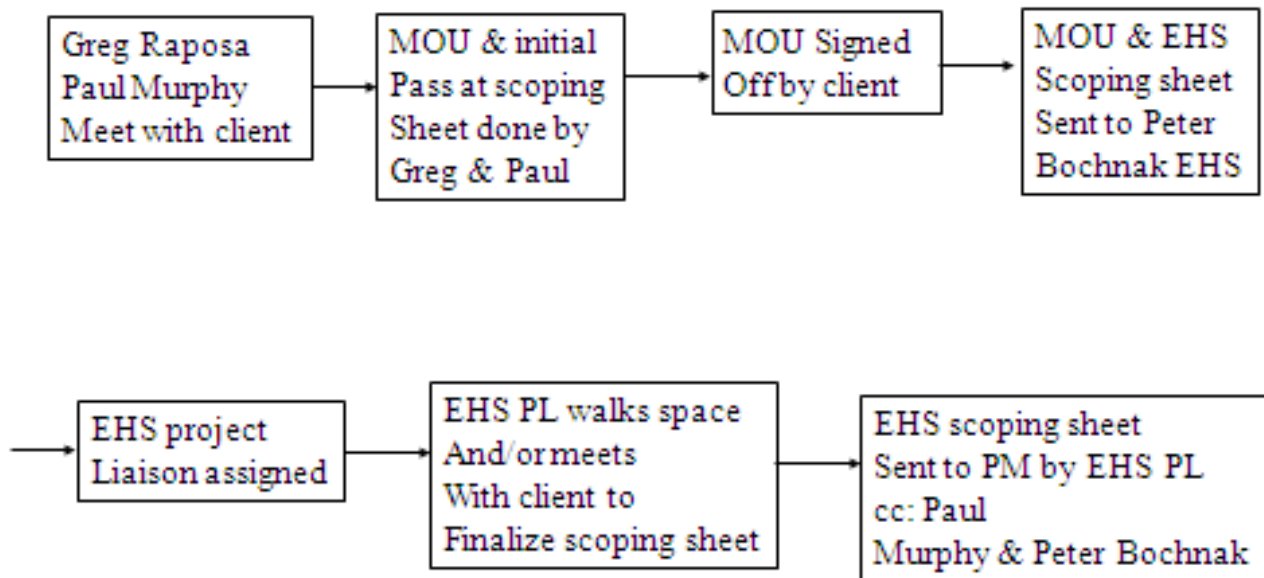 Greg Raposa
Paul Murphy
Meet with client
MOU & initial
Pass at scoping
Sheet done by
Greg & Paul
MOU Signed
Off by client
MOU & EHS
Scoping sheet
Sent to Peter
Bochnak EHS
EHS project
Liaison assigned
EHS PL walks space
And/or meets
With client to
Finalize scoping sheet
EHS scoping sheet
Sent to PM by EHS PL
cc: Paul
Murphy & Peter Bochnak